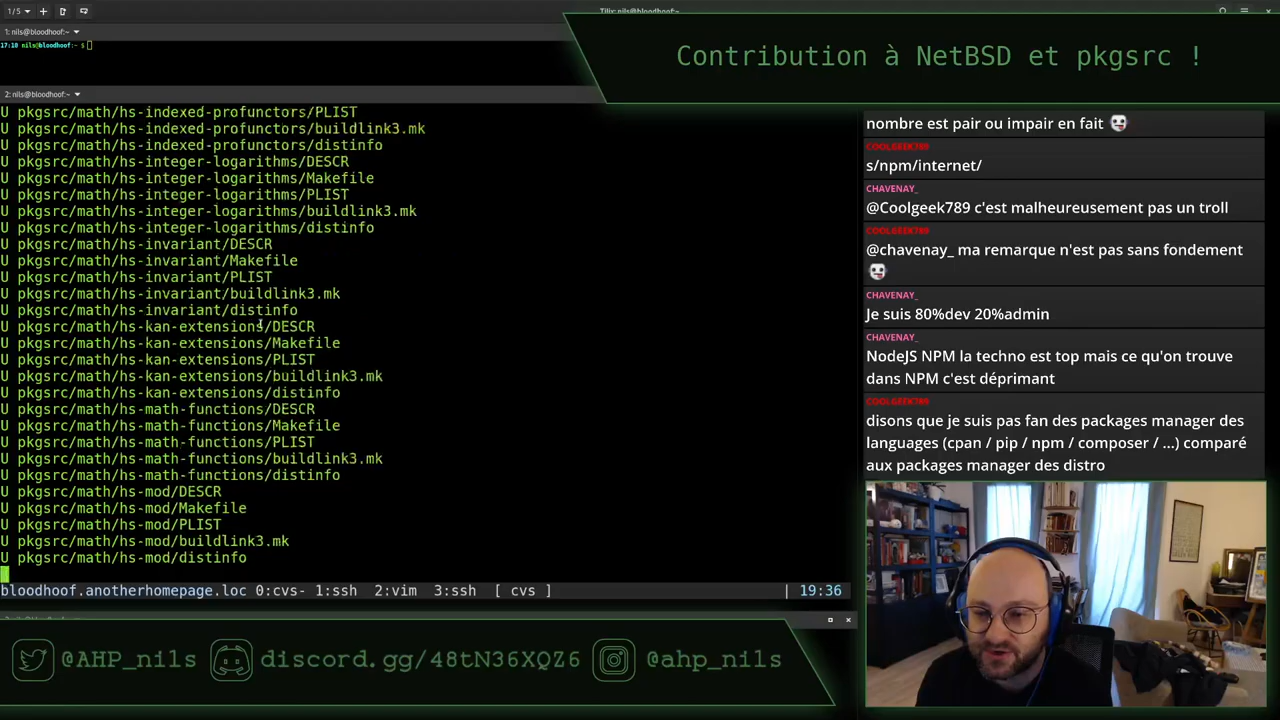 1/5
Tilix: nils@bloodhoof:~
1: nils@bloodhoof:~
17:18 nils@bloodhoof:~ $
2: nils@bloodhoof:~
U pkgsrc/math/hs-indexed-profunctors/PLIST
U pkgsrc/math/hs-indexed-profunctors/buildlink3.mk
U pkgsrc/math/hs-indexed-profunctors/distinfo
U pkgsrc/math/hs-integer-logarithms/DESCR
U pkgsrc/math/hs-integer-logarithms/Makefile
U pkgsrc/math/hs-integer-logarithms/PLIST
U pkgsrc/math/hs-integer-logarithms/buildlink3.mk
U pkgsrc/math/hs-integer-logarithms/distinfo
U pkgsrc/math/hs-invariant/DESCR
U pkgsrc/math/hs-invariant/Makefile
U pkgsrc/math/hs-invariant/PLIST
U pkgsrc/math/hs-invariant/buildlink3.mk
U pkgsrc/math/hs-invariant/distinfo
U pkgsrc/math/hs-kan-extensions/DESCR
U pkgsrc/math/hs-kan-extensions/Makefile
U pkgsrc/math/hs-kan-extensions/PLIST
U pkgsrc/math/hs-kan-extensions/buildlink3.mk
U pkgsrc/math/hs-kan-extensions/distinfo
U pkgsrc/math/hs-math-functions/DESCR
U pkgsrc/math/hs-math-functions/Makefile
U pkgsrc/math/hs-math-functions/PLIST
U pkgsrc/math/hs-math-functions/buildlink3.mk
U pkgsrc/math/hs-math-functions/distinfo
U pkgsrc/math/hs-mod/DESCR
U pkgsrc/math/hs-mod/Makefile
U pkgsrc/math/hs-mod/PLIST
U pkgsrc/math/hs-mod/buildlink3.mk
U pkgsrc/math/hs-mod/distinfo
bloodhoof.anotherhomepage.loc 0:cvs- 1:ssh 2:vim 3:ssh [ cvs ] | 19:36
Contribution à NetBSD et pkgsrc !
nombre est pair ou impair en fait
COOLGEEK789
s/npm/internet/
CHAVENAY_
@Coolgeek789 c'est malheureusement pas un troll
COOLGEEK789
@chavenay_ ma remarque n'est pas sans fondement
CHAVENAY_
Je suis 80%dev 20%admin
CHAVENAY_
NodeJS NPM la techno est top mais ce qu'on trouve
dans NPM c'est déprimant
COOLGEEK789
disons que je suis pas fan des packages manager des
languages (cpan / pip / npm / composer / ...) comparé
aux packages manager des distro
@AHP_nils
discord.gg/48tN36XQZ6
@ahp_nils